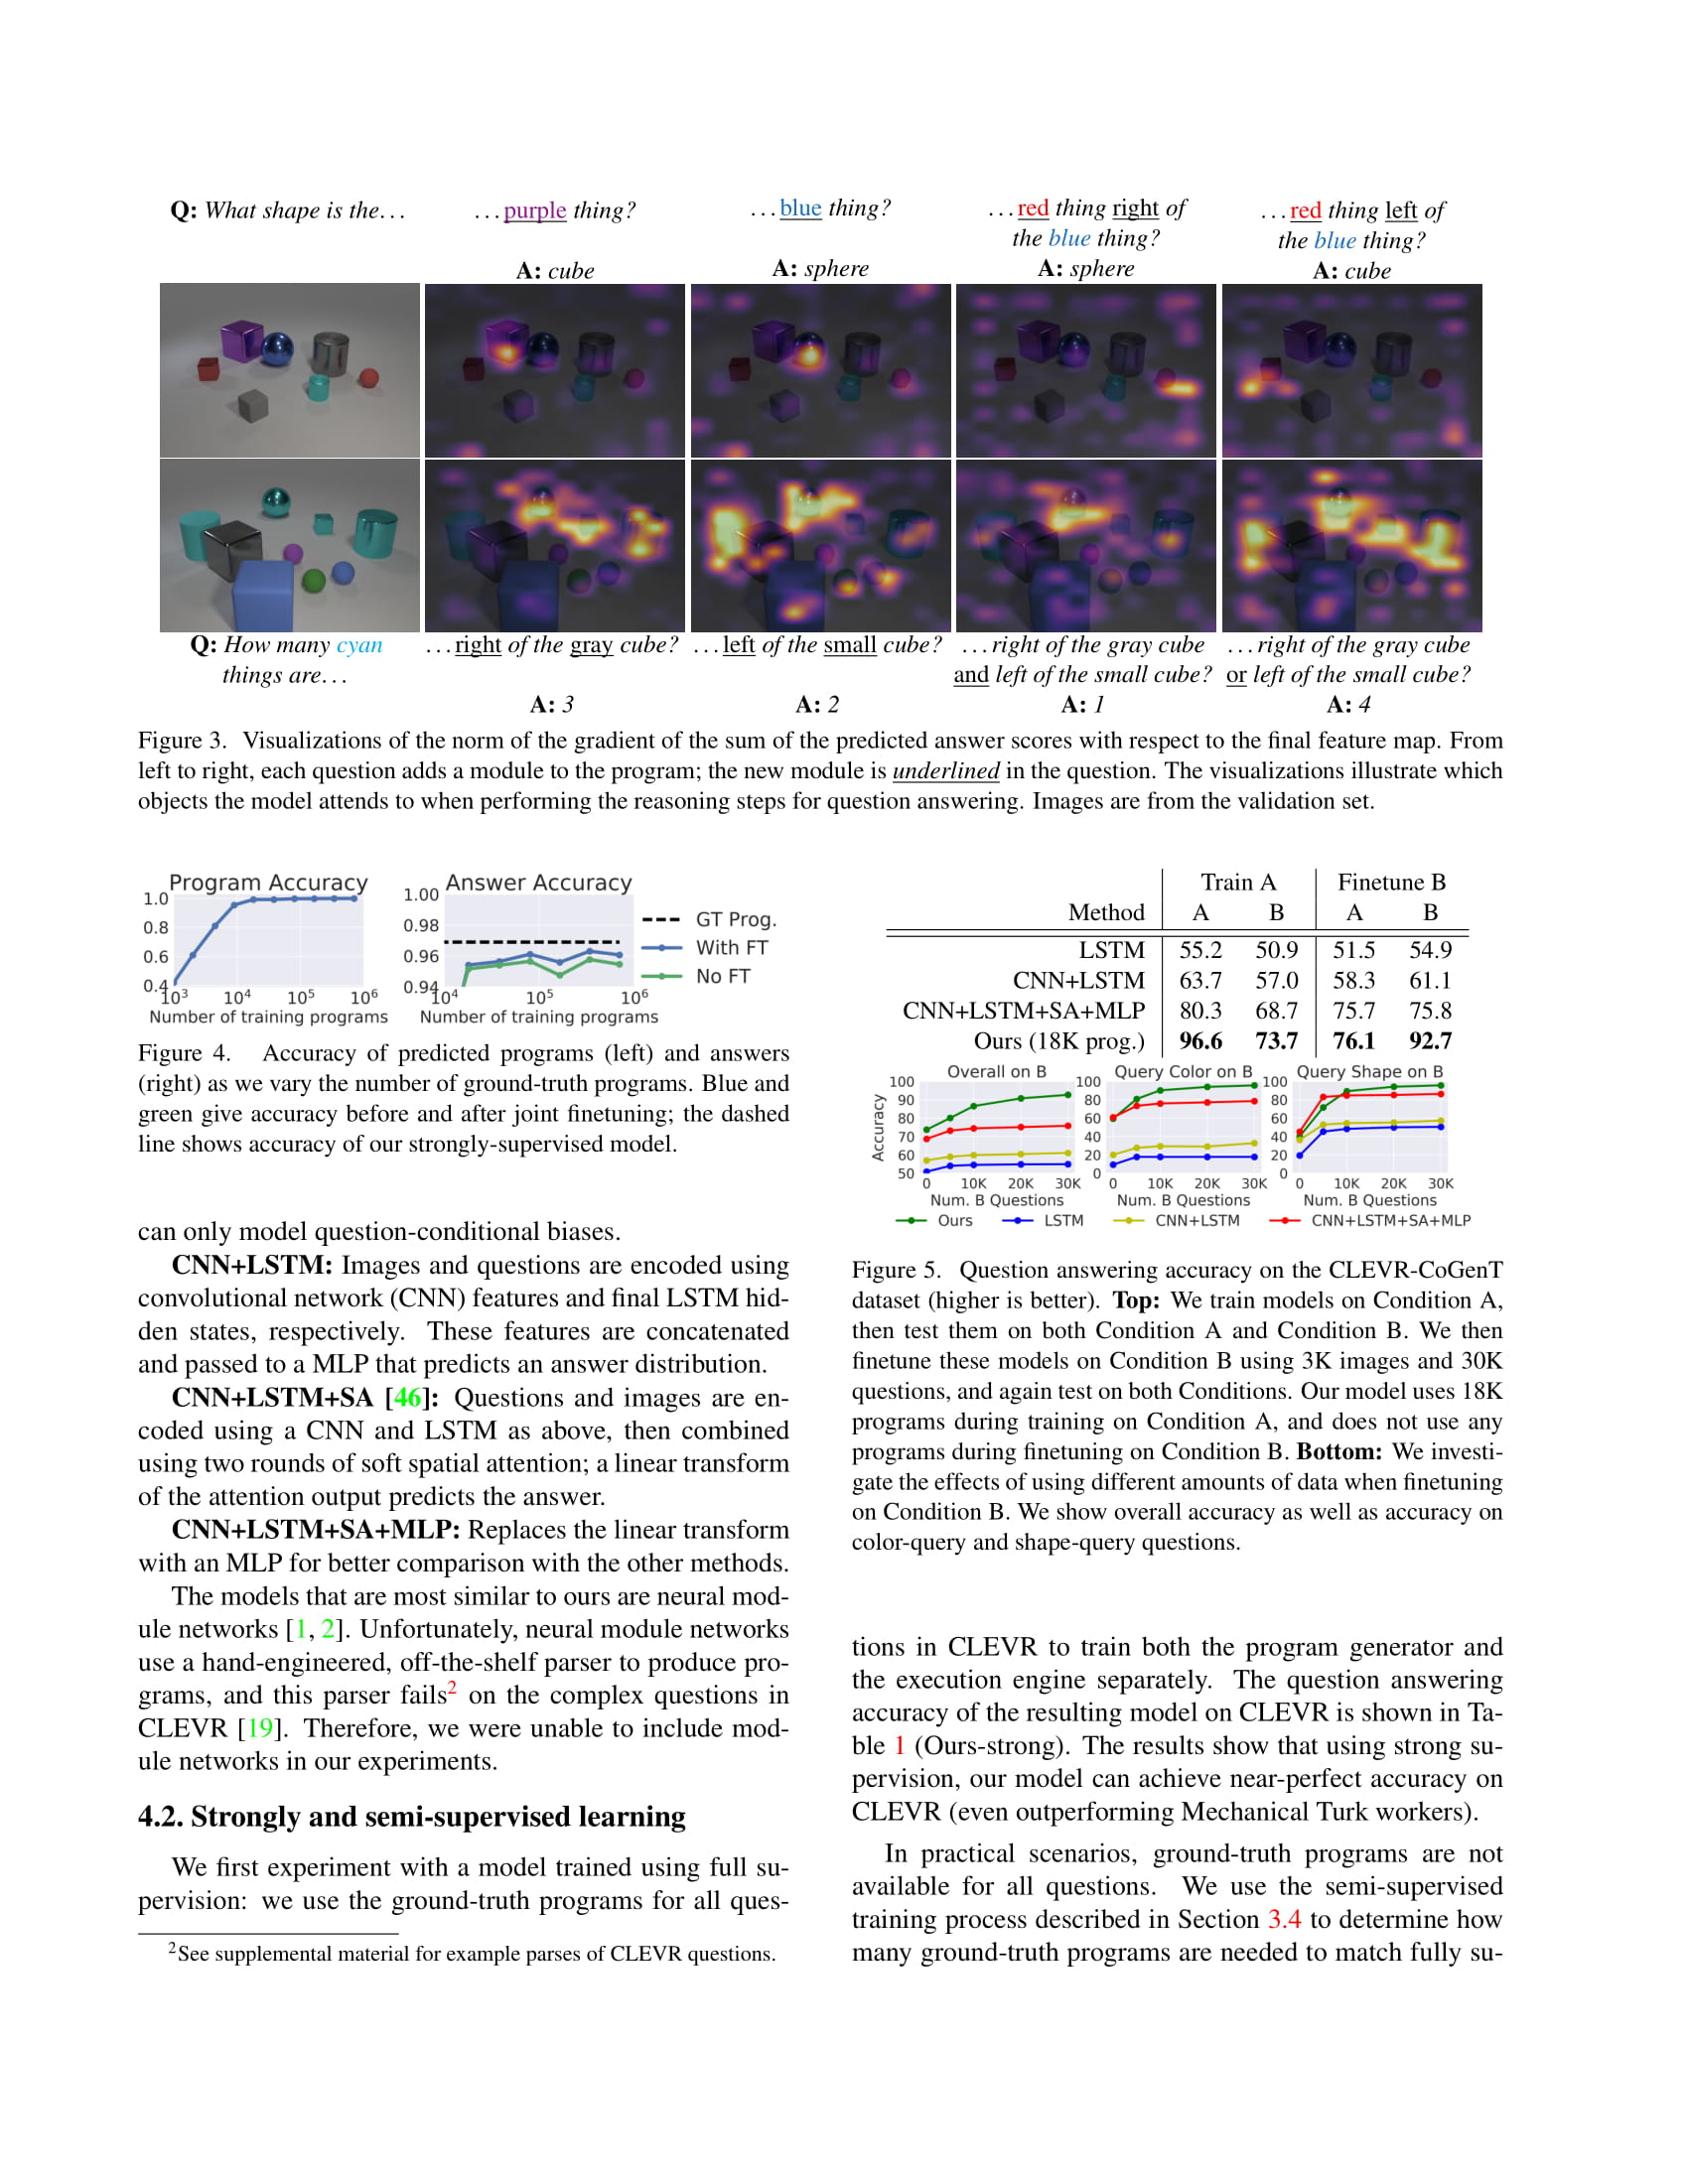 Q: What shape is the...
...purple thing?
A: cube
...blue thing?
A: sphere
...red thing right of
the blue thing?
A: sphere
...red thing left of
the blue thing?
A: cube
Q: How many cyan
things are...
...right of the gray cube?
A: 3
...left of the small cube?
A: 2
...right of the gray cube
and left of the small cube?
A: 1
...right of the gray cube
or left of the small cube?
A: 4
Figure 3. Visualizations of the norm of the gradient of the sum of the predicted answer scores with respect to the final feature map. From
left to right, each question adds a module to the program; the new module is underlined in the question. The visualizations illustrate which
objects the model attends to when performing the reasoning steps for question answering. Images are from the validation set.
Program Accuracy
1.0
0.8
0.6
0.4
10^3 10^4 10^5 10^6
Number of training programs
Answer Accuracy
1.00
0.98
0.96
0.94
10^4 10^5 10^6
Number of training programs
GT Prog.
With FT
No FT
Figure 4. Accuracy of predicted programs (left) and answers
(right) as we vary the number of ground-truth programs. Blue and
green give accuracy before and after joint finetuning; the dashed
line shows accuracy of our strongly-supervised model.
can only model question-conditional biases.
CNN+LSTM: Images and questions are encoded using
convolutional network (CNN) features and final LSTM hid-
den states, respectively. These features are concatenated
and passed to a MLP that predicts an answer distribution.
CNN+LSTM+SA [46]: Questions and images are en-
coded using a CNN and LSTM as above, then combined
using two rounds of soft spatial attention; a linear transform
of the attention output predicts the answer.
CNN+LSTM+SA+MLP: Replaces the linear transform
with an MLP for better comparison with the other methods.
The models that are most similar to ours are neural mod-
ule networks [1, 2]. Unfortunately, neural module networks
use a hand-engineered, off-the-shelf parser to produce pro-
grams, and this parser fails2 on the complex questions in
CLEVR [19]. Therefore, we were unable to include mod-
ule networks in our experiments.
4.2. Strongly and semi-supervised learning
We first experiment with a model trained using full su-
pervision: we use the ground-truth programs for all ques-
2See supplemental material for example parses of CLEVR questions.
Train A Finetune B
Method A B A B
LSTM 55.2 50.9 51.5 54.9
CNN+LSTM 63.7 57.0 58.3 61.1
CNN+LSTM+SA+MLP 80.3 68.7 75.7 75.8
Ours (18K prog.) 96.6 73.7 76.1 92.7
Overall on B
Accuracy
100
90
80
70
60
50
0 10K 20K 30K
Num. B Questions
Query Color on B
100
80
60
40
20
0
0 10K 20K 30K
Num. B Questions
Query Shape on B
100
80
60
40
20
0
0 10K 20K 30K
Num. B Questions
Ours LSTM CNN+LSTM CNN+LSTM+SA+MLP
Figure 5. Question answering accuracy on the CLEVR-CoGenT
dataset (higher is better). Top: We train models on Condition A,
then test them on both Condition A and Condition B. We then
finetune these models on Condition B using 3K images and 30K
questions, and again test on both Conditions. Our model uses 18K
programs during training on Condition A, and does not use any
programs during finetuning on Condition B. Bottom: We investi-
gate the effects of using different amounts of data when finetuning
on Condition B. We show overall accuracy as well as accuracy on
color-query and shape-query questions.
tions in CLEVR to train both the program generator and
the execution engine separately. The question answering
accuracy of the resulting model on CLEVR is shown in Ta-
ble 1 (Ours-strong). The results show that using strong su-
pervision, our model can achieve near-perfect accuracy on
CLEVR (even outperforming Mechanical Turk workers).
In practical scenarios, ground-truth programs are not
available for all questions. We use the semi-supervised
training process described in Section 3.4 to determine how
many ground-truth programs are needed to match fully su-